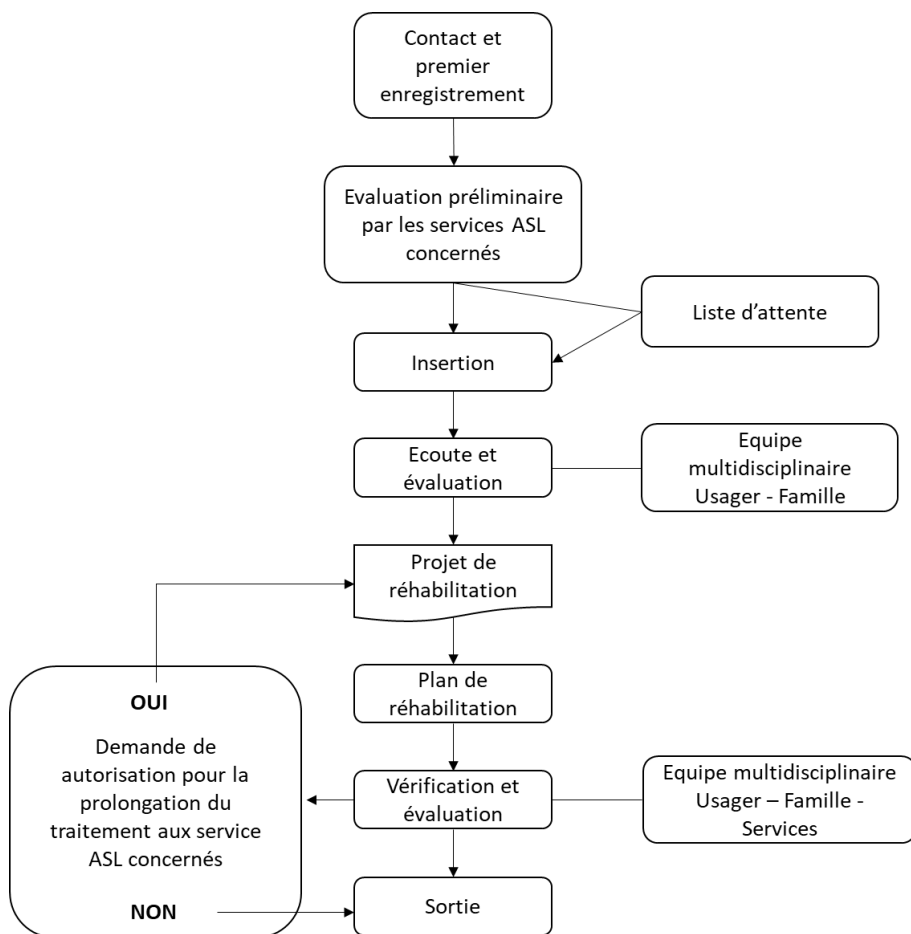 Contact et
premier
enregistrement
Evaluation préliminaire
par les services ASL
concernés
Liste d’attente
Insertion
Ecoute et
évaluation
Equipe
multidisciplinaire
Usager - Famille
Projet de
réhabilitation
Plan de
réhabilitation
OUI
Demande de
autorisation pour la
prolongation du
traitement aux service
ASL concernés
NON
Vérification et
évaluation
Equipe multidisciplinaire
Usager – Famille -
Services
Sortie